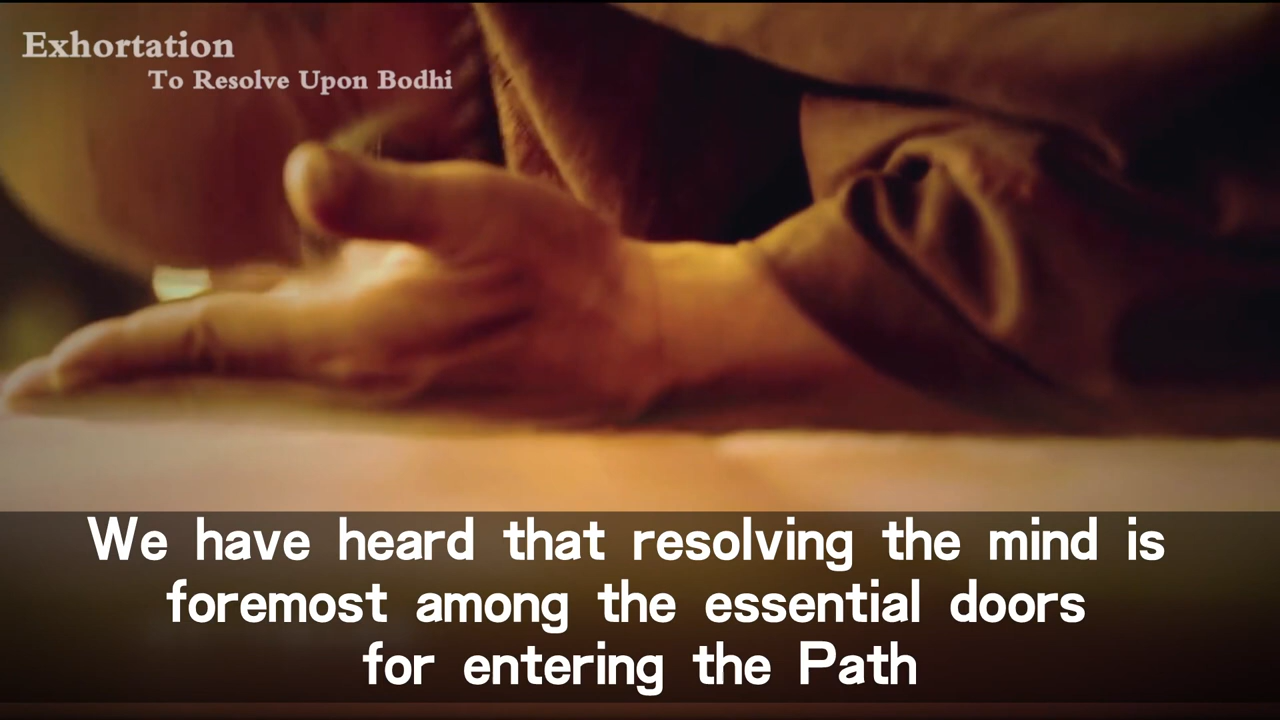 Exhortation
To Resolve Upon Bodhi
We have heard that resolving the mind is
foremost among the essential doors
for entering the Path